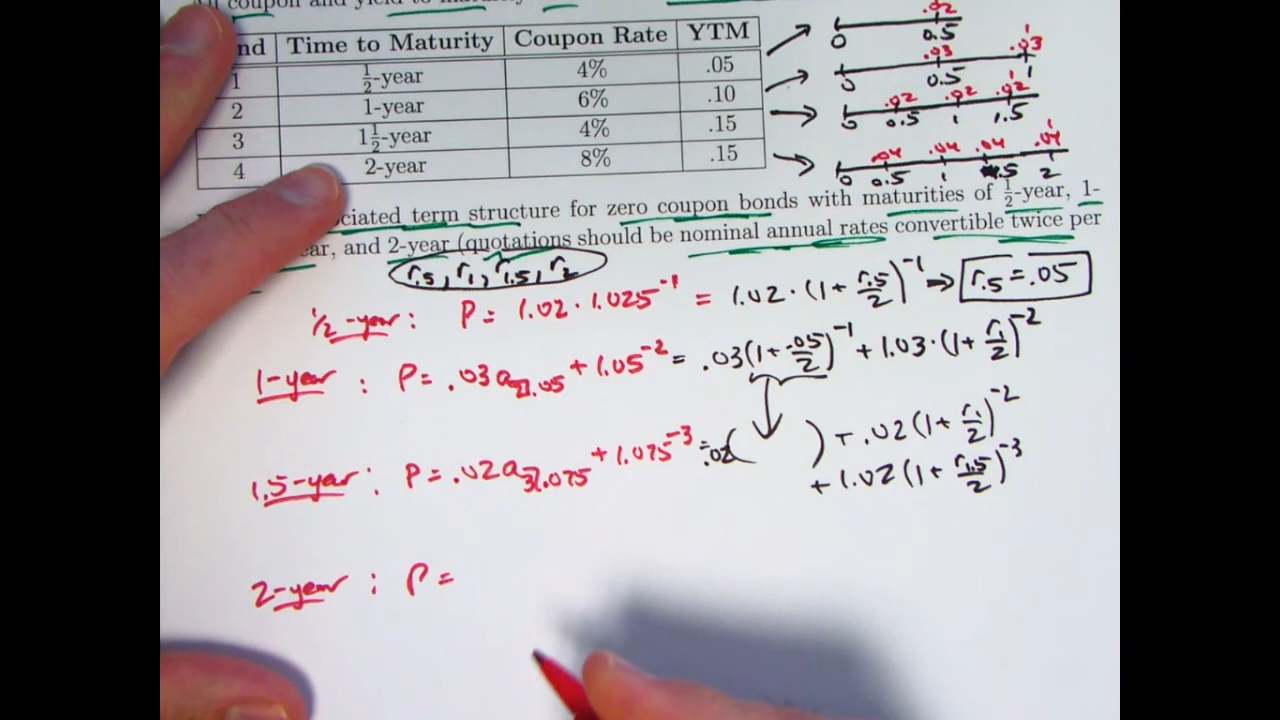 coupon and yield to maturity
nd Time to Maturity Coupon Rate YTM
1 1/2-year 4% .05
2 1-year 6% .10
3 1 1/2-year 4% .15
4 2-year 8% .15
.02
0 0.5
.03 1 .03
0 0.5 1
.02 .02 1 .02
0 0.5 1 1.5
.04 .04 .04 1 .04
0 0.5 1 1.5 2
ciated term structure for zero coupon bonds with maturities of 1/2-year, 1-
ear, and 2-year (quotations should be nominal annual rates convertible twice per
r.5, r1, r1.5, r2
1/2-year: P = 1.02 · 1.025^-1 = 1.02 · (1 + r.5/2)^-1 → r.5 = .05
1-year: P = .03 a2|.05 + 1.05^-2 = .03(1 + .05/2)^-1 + 1.03 · (1 + r1/2)^-2
1.5-year: P = .02 a3|.075 + 1.075^-3 = .02( ) + .02(1 + r1/2)^-2
+ 1.02(1 + r1.5/2)^-3
2-year: P =